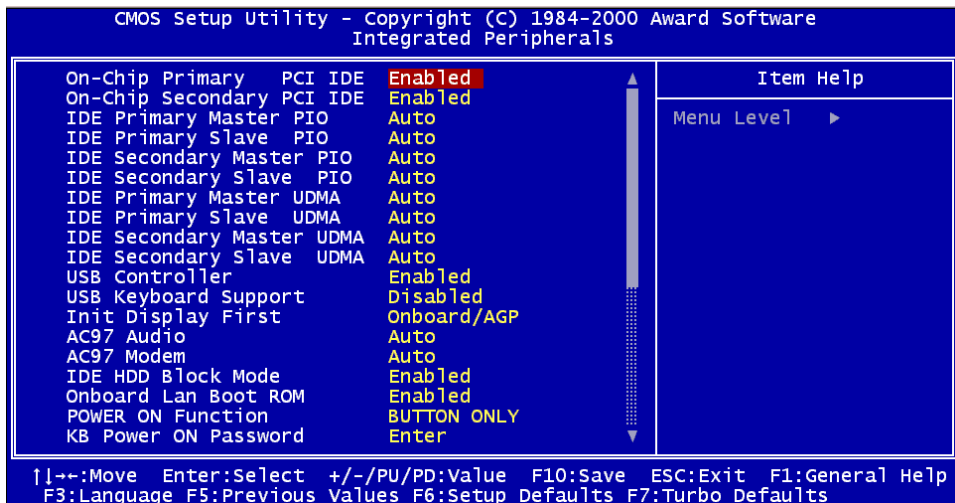 CMOS Setup Utility - Copyright (C) 1984-2000 Award Software
Integrated Peripherals
On-Chip Primary PCI IDE Enabled
On-Chip Secondary PCI IDE Enabled
IDE Primary Master PIO Auto
IDE Primary Slave PIO Auto
IDE Secondary Master PIO Auto
IDE Secondary Slave PIO Auto
IDE Primary Master UDMA Auto
IDE Primary Slave UDMA Auto
IDE Secondary Master UDMA Auto
IDE Secondary Slave UDMA Auto
USB Controller Enabled
USB Keyboard Support Disabled
Init Display First Onboard/AGP
AC97 Audio Auto
AC97 Modem Auto
IDE HDD Block Mode Enabled
Onboard Lan Boot ROM Enabled
POWER ON Function BUTTON ONLY
KB Power ON Password Enter
Item Help
Menu Level ▶
↑↓→←:Move Enter:Select +/-/PU/PD:Value F10:Save ESC:Exit F1:General Help
F3:Language F5:Previous Values F6:Setup Defaults F7:Turbo Defaults